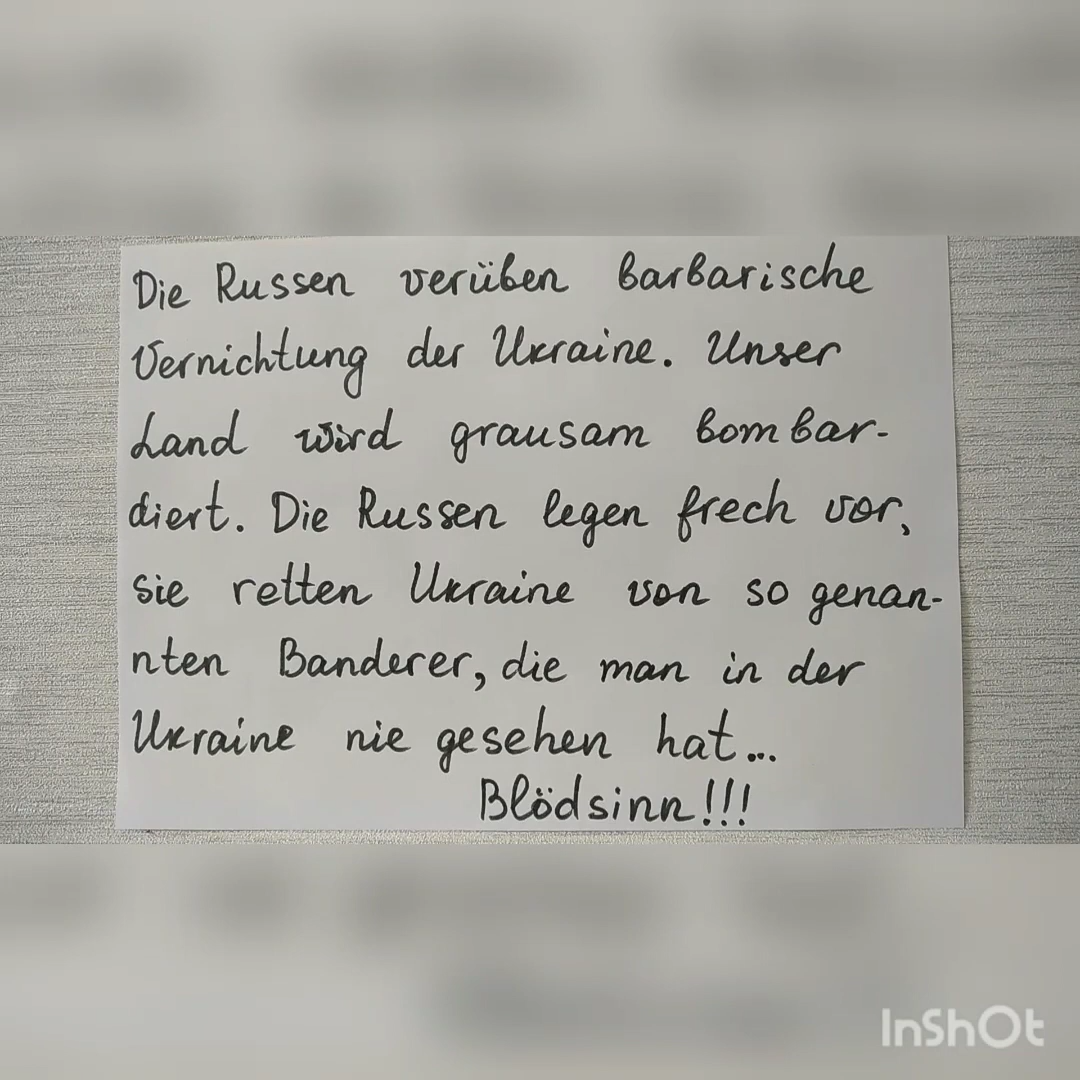 Die Russen verüben barbarische
Vernichtung der Ukraine. Unser
Land wird grausam bombar-
diert. Die Russen legen frech vor,
sie retten Ukraine von so genan-
nten Banderer, die man in der
Ukraine nie gesehen hat...
Blödsinn!!!
InShOt